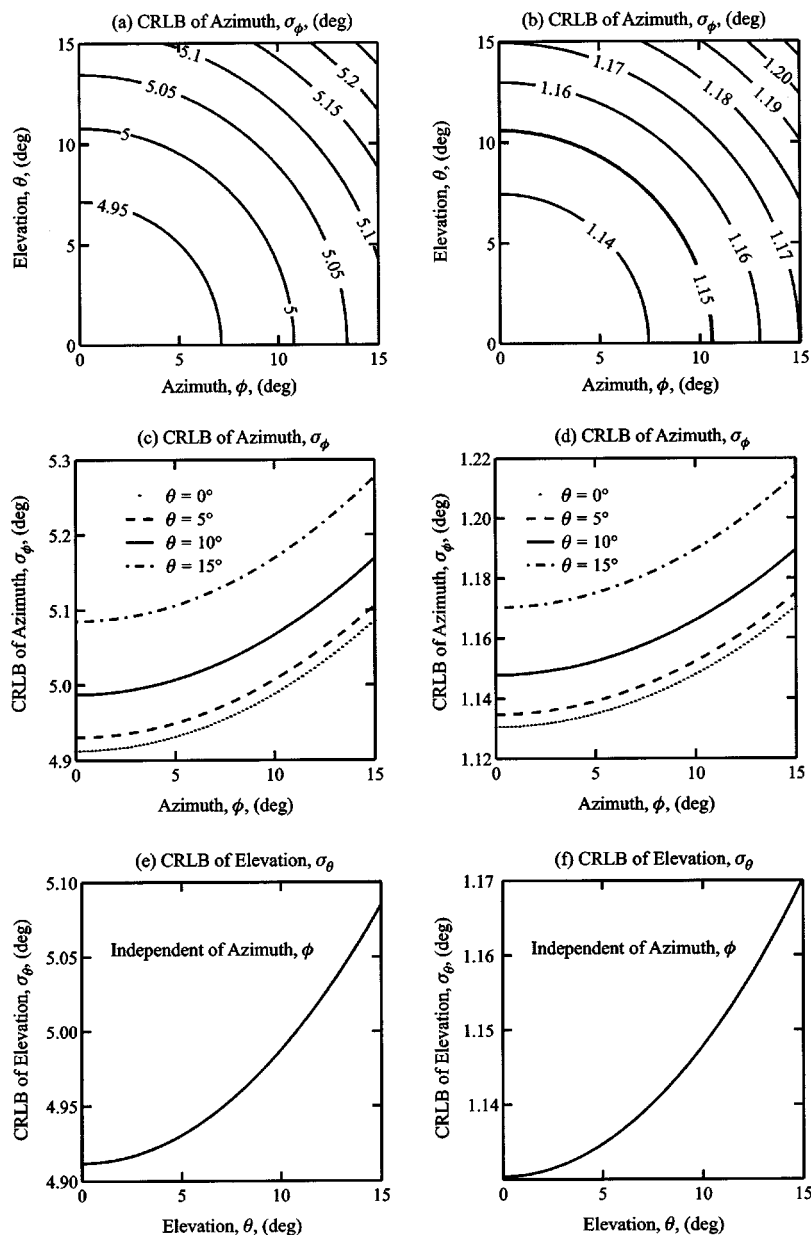 (a) CRLB of Azimuth, σϕ, (deg)
15
10
5
0
0
5
10
15
Elevation, θ, (deg)
Azimuth, ϕ, (deg)
5.1
5.2
5.15
5.05
5
4.95
5.1
5.05
5
(b) CRLB of Azimuth, σϕ, (deg)
15
10
5
0
0
5
10
15
Elevation, θ, (deg)
Azimuth, ϕ, (deg)
1.17
1.20
1.19
1.18
1.16
1.14
1.17
1.16
1.15
(c) CRLB of Azimuth, σϕ
5.3
5.2
5.1
5.0
4.9
0
5
10
15
CRLB of Azimuth, σϕ, (deg)
Azimuth, ϕ, (deg)
θ = 0°
θ = 5°
θ = 10°
θ = 15°
(d) CRLB of Azimuth, σϕ
1.22
1.20
1.18
1.16
1.14
1.12
0
5
10
15
CRLB of Azimuth, σϕ, (deg)
Azimuth, ϕ, (deg)
θ = 0°
θ = 5°
θ = 10°
θ = 15°
(e) CRLB of Elevation, σθ
5.10
5.05
5.00
4.95
4.90
0
5
10
15
CRLB of Elevation, σθ, (deg)
Elevation, θ, (deg)
Independent of Azimuth, ϕ
(f) CRLB of Elevation, σθ
1.17
1.16
1.15
1.14
0
5
10
15
CRLB of Elevation, σθ, (deg)
Elevation, θ, (deg)
Independent of Azimuth, ϕ